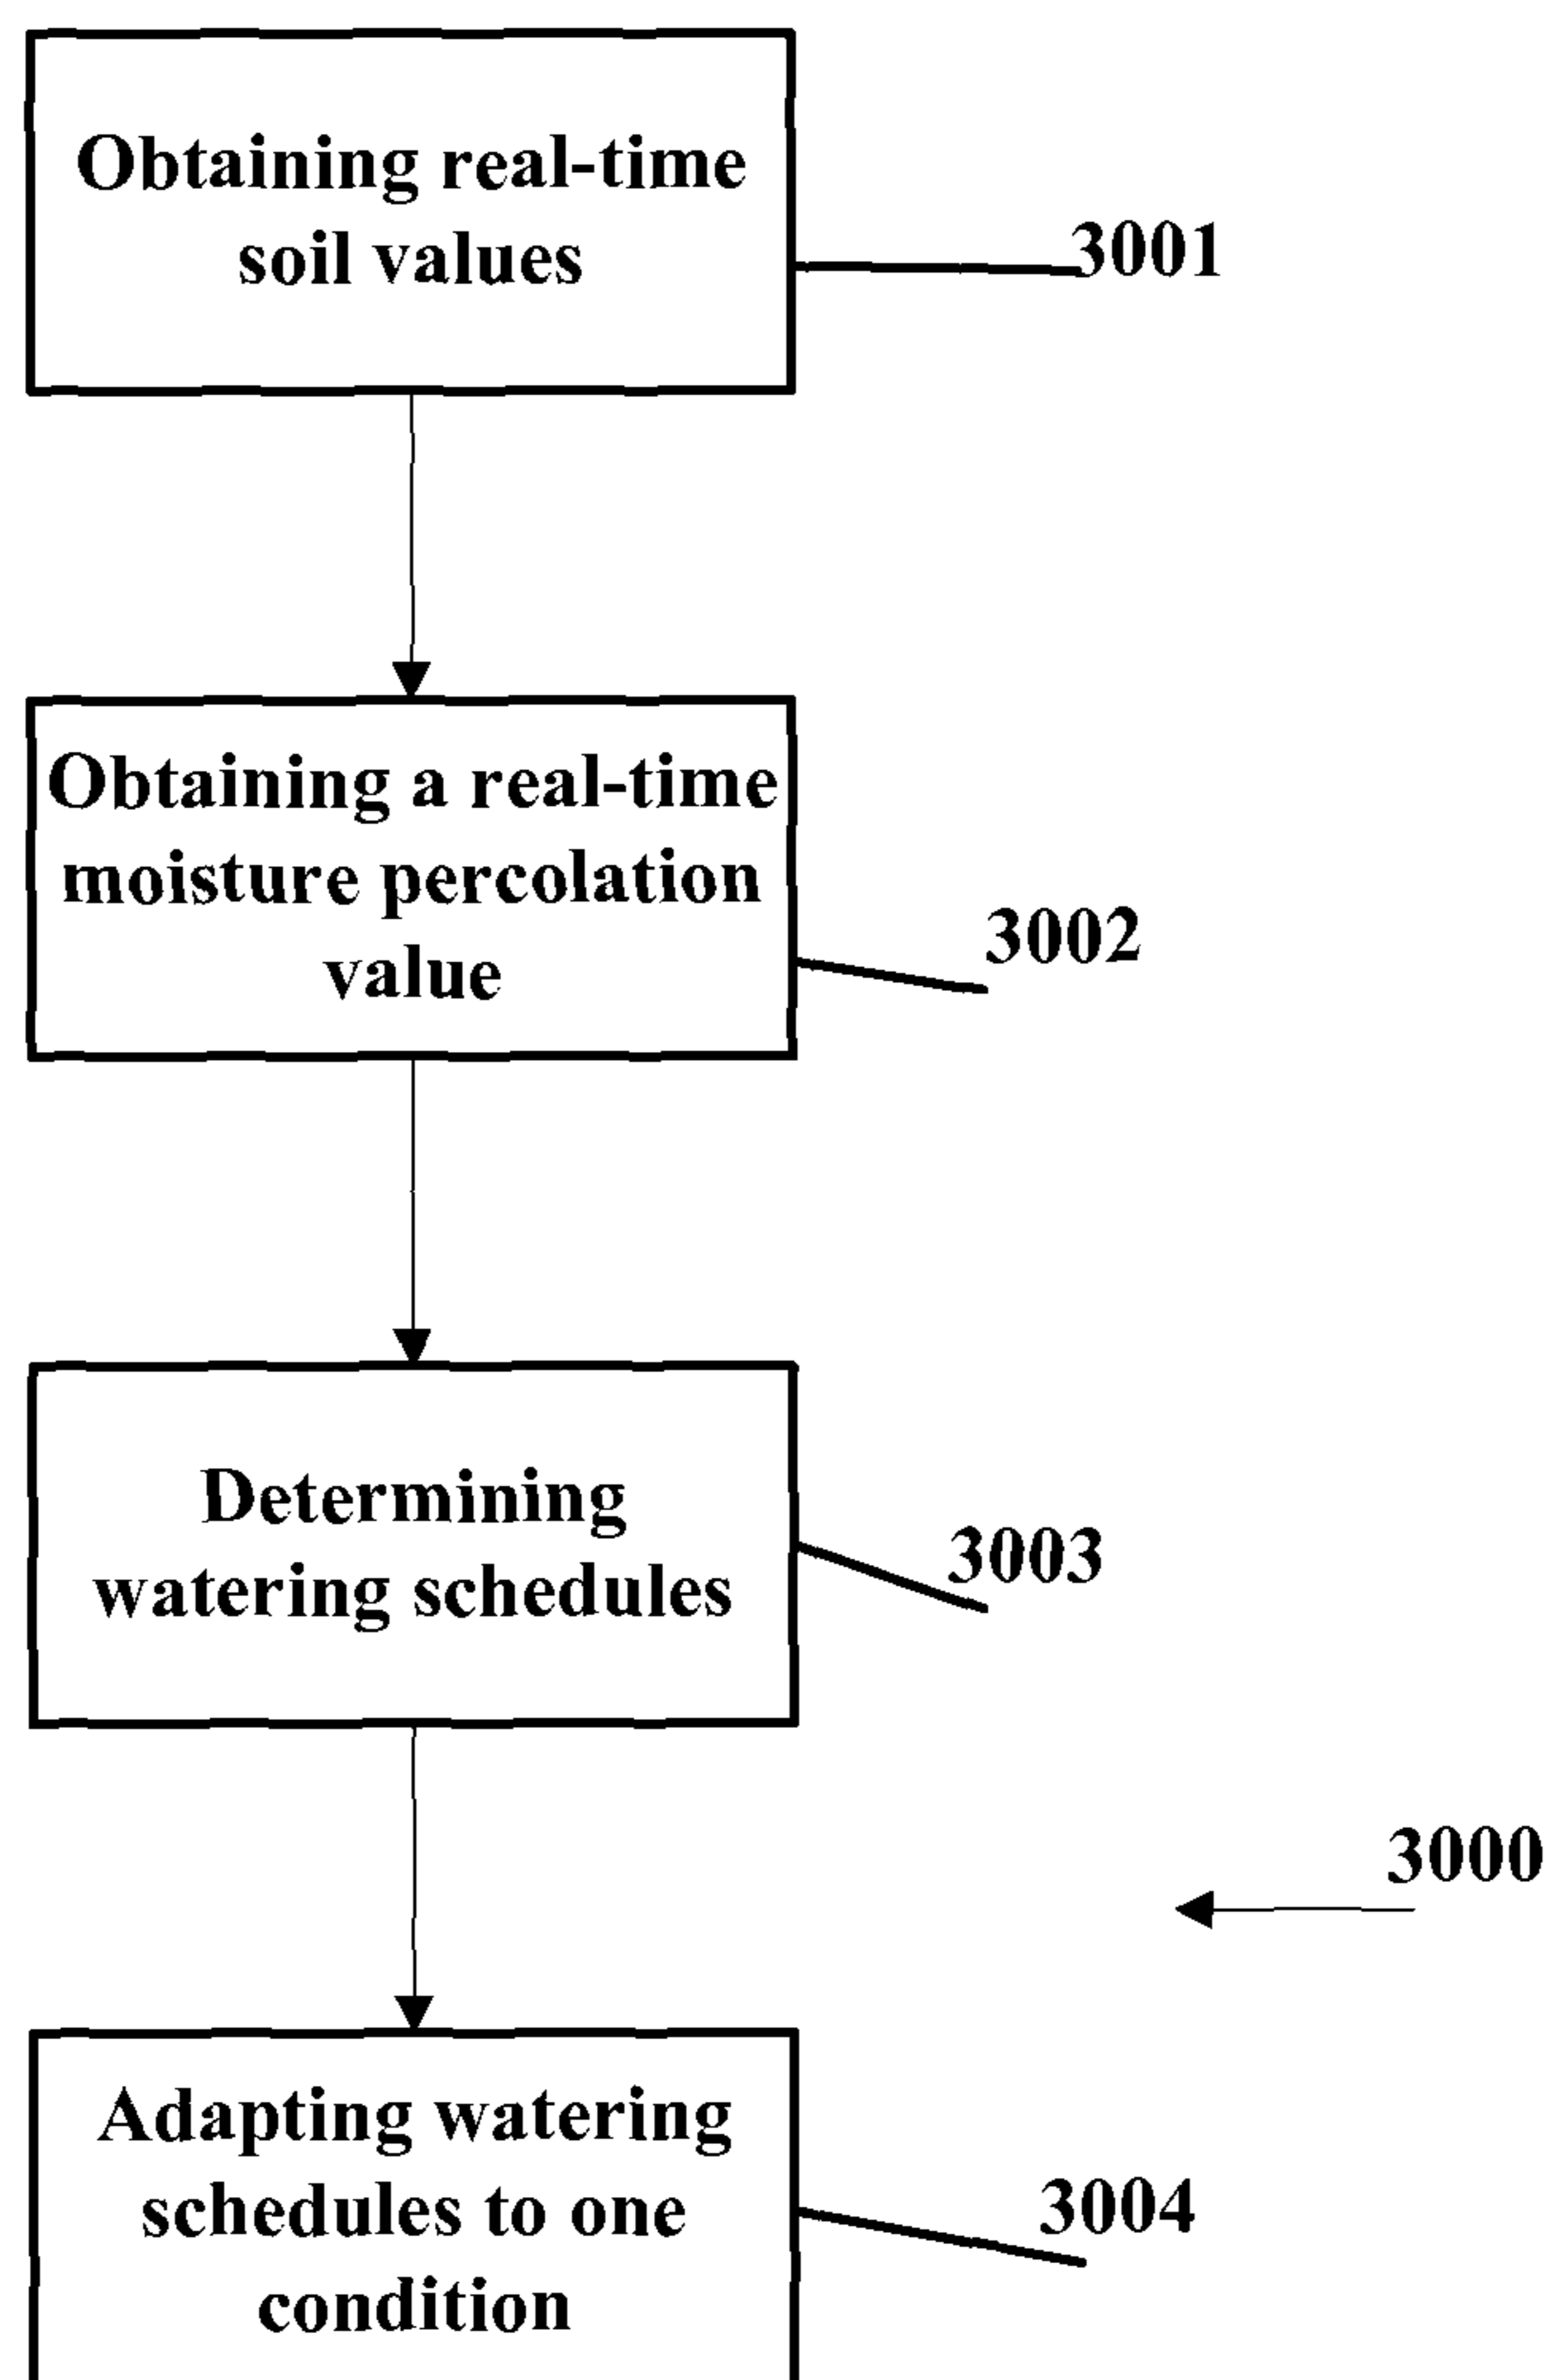 Obtaining real-time
soil values
3001
Obtaining a real-time
moisture percolation
value
3002
Determining
watering schedules
3003
3000
Adapting watering
schedules to one
condition
3004